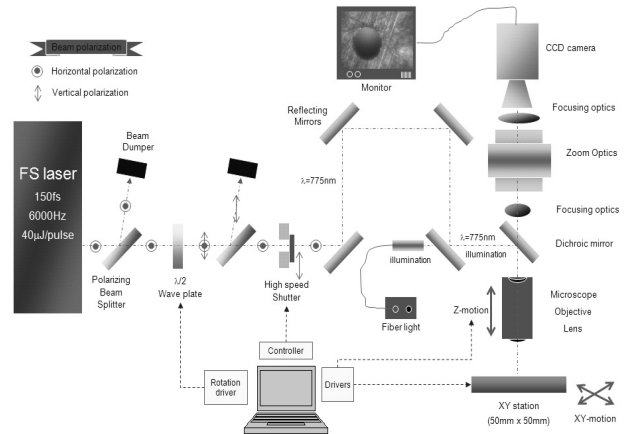 Beam polarization
Horizontal polarization
Vertical polarization
FS laser
150fs
6000Hz
40µJ/pulse
Beam
Dumper
Polarizing
Beam
Splitter
λ/2
Wave plate
High speed
Shutter
Reflecting
Mirrors
λ=775nm
Monitor
CCD camera
Focusing optics
Zoom Optics
Focusing optics
λ=775nm
illumination
Dichroic mirror
illumination
Fiber light
Z-motion
Microscope
Objective
Lens
Controller
Rotation
driver
Drivers
XY station
(50mm x 50mm)
XY-motion